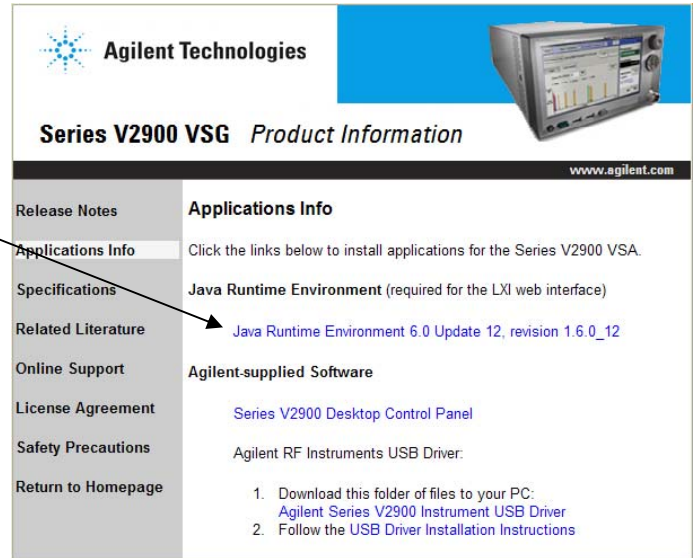 Agilent Technologies
Series V2900 VSG Product Information
www.agilent.com
Release Notes
Applications Info
Specifications
Related Literature
Online Support
License Agreement
Safety Precautions
Return to Homepage
Applications Info
Click the links below to install applications for the Series V2900 VSA.
Java Runtime Environment (required for the LXI web interface)
Java Runtime Environment 6.0 Update 12, revision 1.6.0_12
Agilent-supplied Software
Series V2900 Desktop Control Panel
Agilent RF Instruments USB Driver:
1. Download this folder of files to your PC:
Agilent Series V2900 Instrument USB Driver
2. Follow the USB Driver Installation Instructions